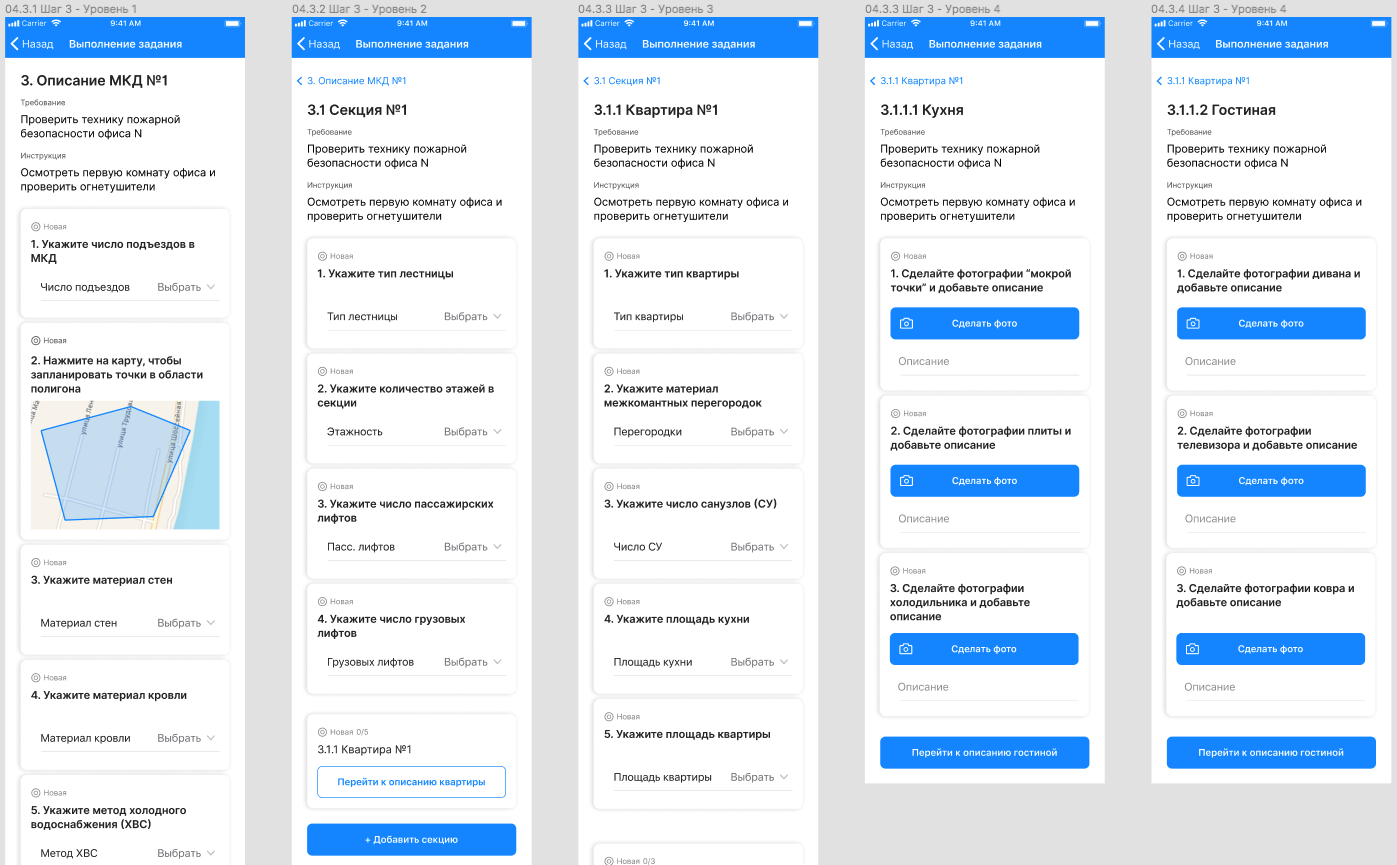 04.3.1 Шаг 3 - Уровень 1
Carrier
9:41 AM
Назад
Выполнение задания
3. Описание МКД №1
Требование
Проверить технику пожарной
безопасности офиса N
Инструкция
Осмотреть первую комнату офиса и
проверить огнетушители
Новая
1. Укажите число подъездов в
МКД
Число подъездов
Выбрать
Новая
2. Нажмите на карту, чтобы
запланировать точки в области
полигона
улица Лен
улица Трудова
улица Шоссейная
Новая
3. Укажите материал стен
Материал стен
Выбрать
Новая
4. Укажите материал кровли
Материал кровли
Выбрать
Новая
5. Укажите метод холодного
водоснабжения (ХВС)
Метод ХВС
Выбрать
04.3.2 Шаг 3 - Уровень 2
Carrier
9:41 AM
Назад
Выполнение задания
3. Описание МКД №1
3.1 Секция №1
Требование
Проверить технику пожарной
безопасности офиса N
Инструкция
Осмотреть первую комнату офиса и
проверить огнетушители
Новая
1. Укажите тип лестницы
Тип лестницы
Выбрать
Новая
2. Укажите количество этажей в
секции
Этажность
Выбрать
Новая
3. Укажите число пассажирских
лифтов
Пасс. лифтов
Выбрать
Новая
4. Укажите число грузовых
лифтов
Грузовых лифтов
Выбрать
Новая 0/5
3.1.1 Квартира №1
Перейти к описанию квартиры
+ Добавить секцию
04.3.3 Шаг 3 - Уровень 3
Carrier
9:41 AM
Назад
Выполнение задания
3.1 Секция №1
3.1.1 Квартира №1
Требование
Проверить технику пожарной
безопасности офиса N
Инструкция
Осмотреть первую комнату офиса и
проверить огнетушители
Новая
1. Укажите тип квартиры
Тип квартиры
Выбрать
Новая
2. Укажите материал
межкомантных перегородок
Перегородки
Выбрать
Новая
3. Укажите число санузлов (СУ)
Число СУ
Выбрать
Новая
4. Укажите площадь кухни
Площадь кухни
Выбрать
Новая
5. Укажите площадь квартиры
Площадь квартиры
Выбрать
Новая 0/3
04.3.3 Шаг 3 - Уровень 4
Carrier
9:41 AM
Назад
Выполнение задания
3.1.1 Квартира №1
3.1.1.1 Кухня
Требование
Проверить технику пожарной
безопасности офиса N
Инструкция
Осмотреть первую комнату офиса и
проверить огнетушители
Новая
1. Сделайте фотографии “мокрой
точки” и добавьте описание
Сделать фото
Описание
Новая
2. Сделайте фотографии плиты и
добавьте описание
Сделать фото
Описание
Новая
3. Сделайте фотографии
холодильника и добавьте
описание
Сделать фото
Описание
Перейти к описанию гостиной
04.3.4 Шаг 3 - Уровень 4
Carrier
9:41 AM
Назад
Выполнение задания
3.1.1 Квартира №1
3.1.1.2 Гостиная
Требование
Проверить технику пожарной
безопасности офиса N
Инструкция
Осмотреть первую комнату офиса и
проверить огнетушители
Новая
1. Сделайте фотографии дивана и
добавьте описание
Сделать фото
Описание
Новая
2. Сделайте фотографии
телевизора и добавьте описание
Сделать фото
Описание
Новая
3. Сделайте фотографии ковра и
добавьте описание
Сделать фото
Описание
Перейти к описанию гостиной